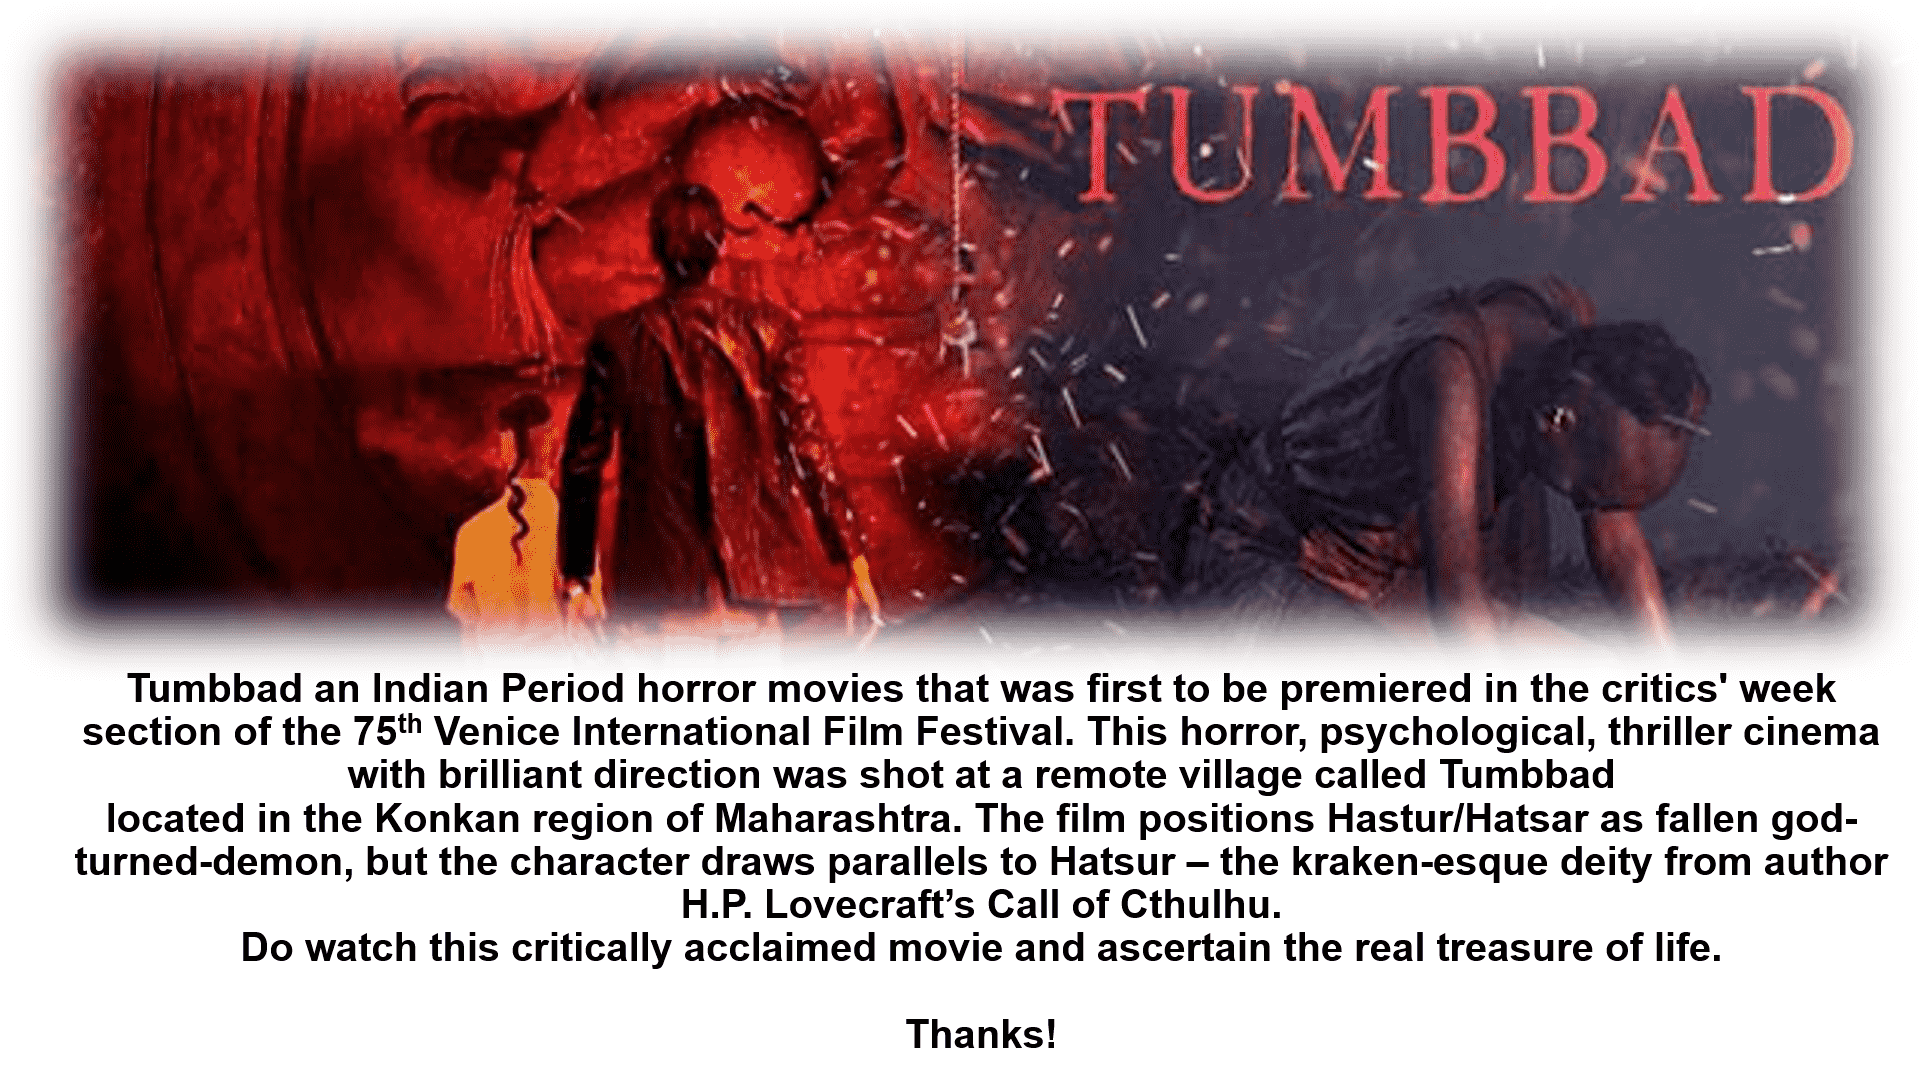 TUMBBAD
Tumbbad an Indian Period horror movies that was first to be premiered in the critics' week
section of the 75th Venice International Film Festival. This horror, psychological, thriller cinema
with brilliant direction was shot at a remote village called Tumbbad
located in the Konkan region of Maharashtra. The film positions Hastur/Hatsar as fallen god-
turned-demon, but the character draws parallels to Hatsur – the kraken-esque deity from author
H.P. Lovecraft’s Call of Cthulhu.
Do watch this critically acclaimed movie and ascertain the real treasure of life.
Thanks!